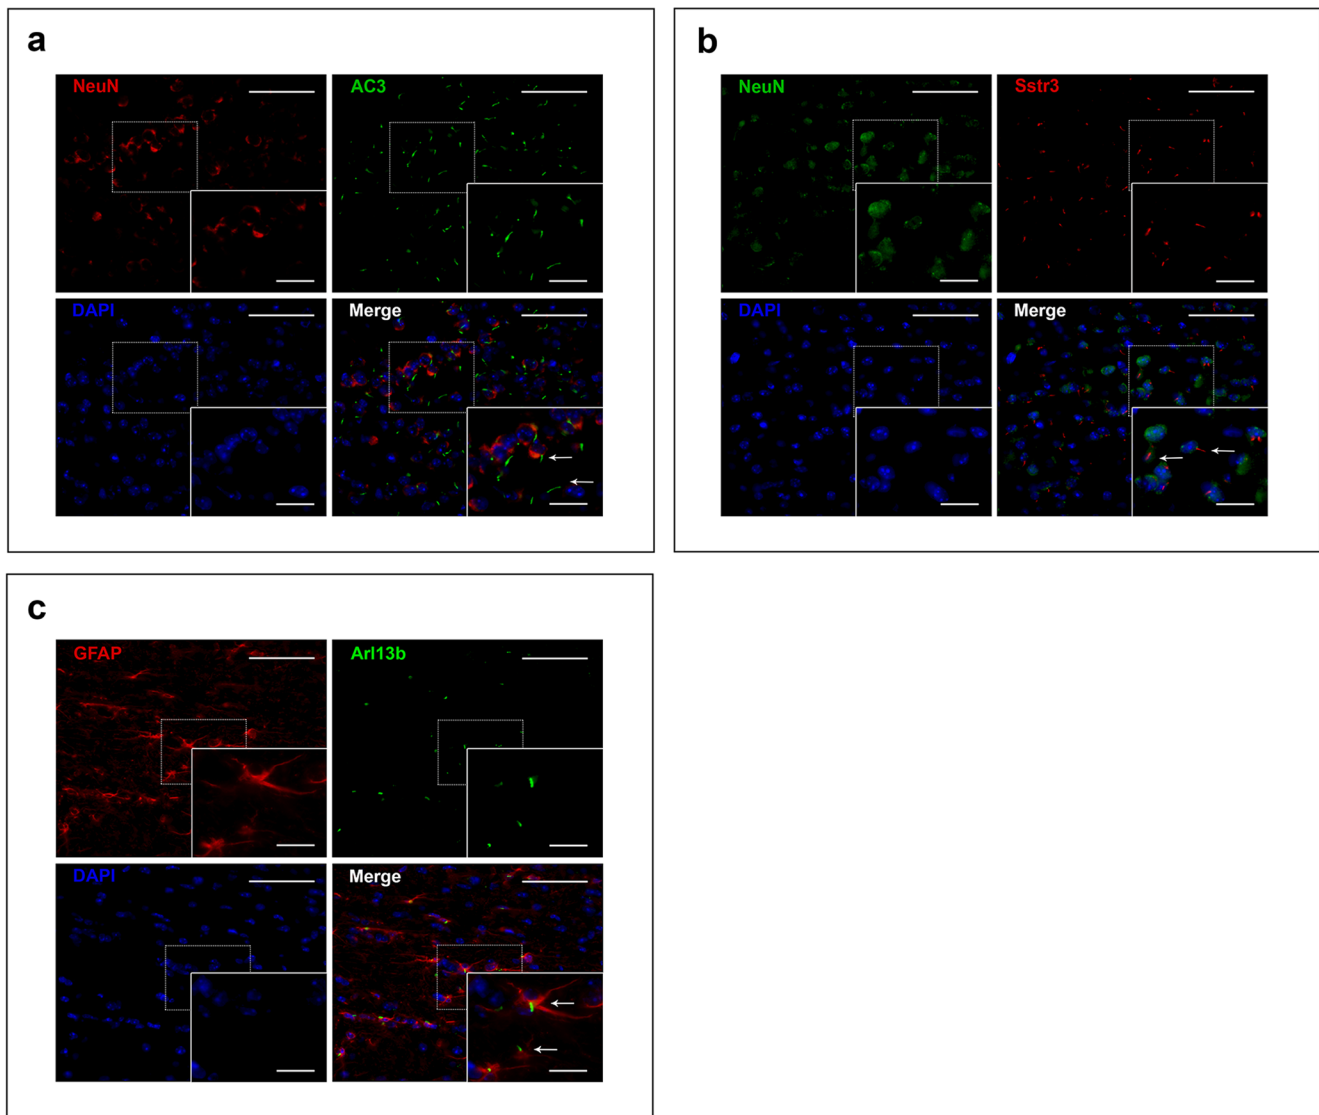 a
NeuN
AC3
DAPI
Merge
b
NeuN
Sstr3
DAPI
Merge
c
GFAP
Arl13b
DAPI
Merge